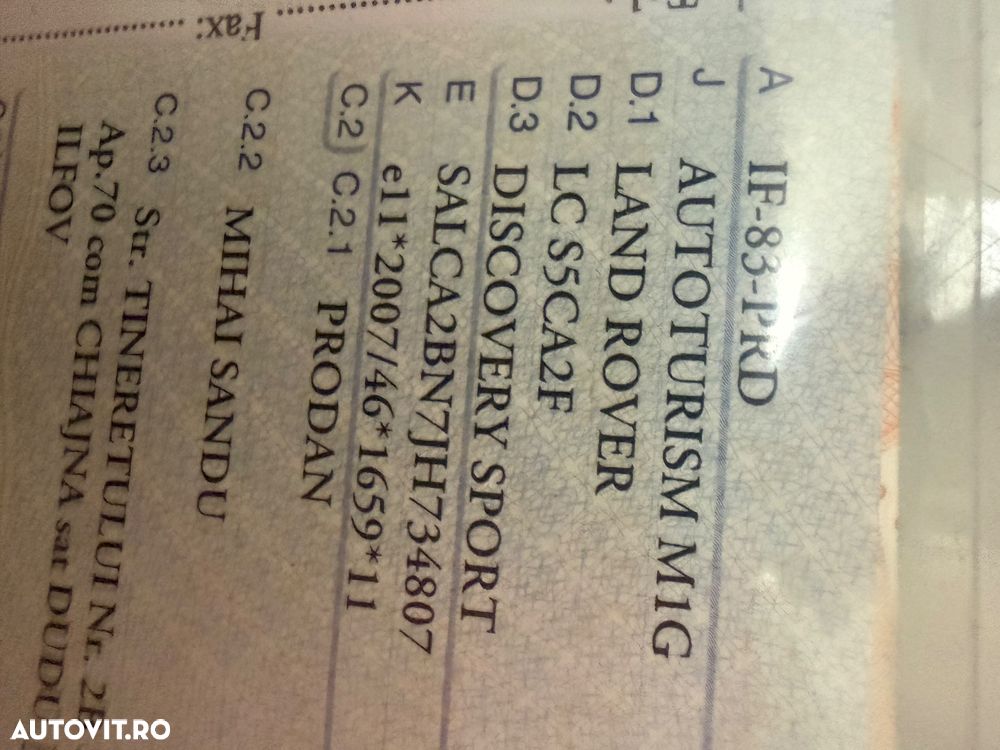 A IF-83-PRD
J AUTOTURISM M1G
D.1 LAND ROVER
D.2 LC S5CA2F
D.3 DISCOVERY SPORT
E SALCA2BN7JH734807
K e11*2007/46*1659*11
C.2 C.2.1 PRODAN
C.2.2 MIHAI SANDU
C.2.3 Str. TINERETULUI Nr.
Ap.70 com CHIAJNA sat
ILFOV
Fax:
AUTOVIT.RO